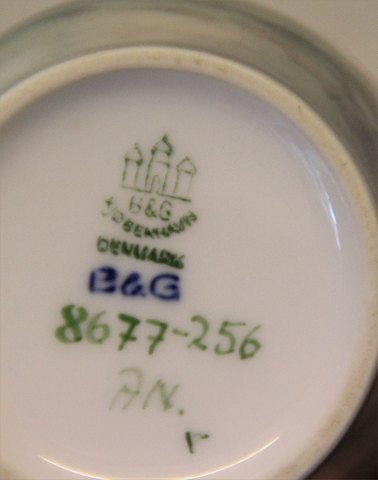 B&G
KJØBENHAVN
DENMARK
B&G
8677-256
AN.